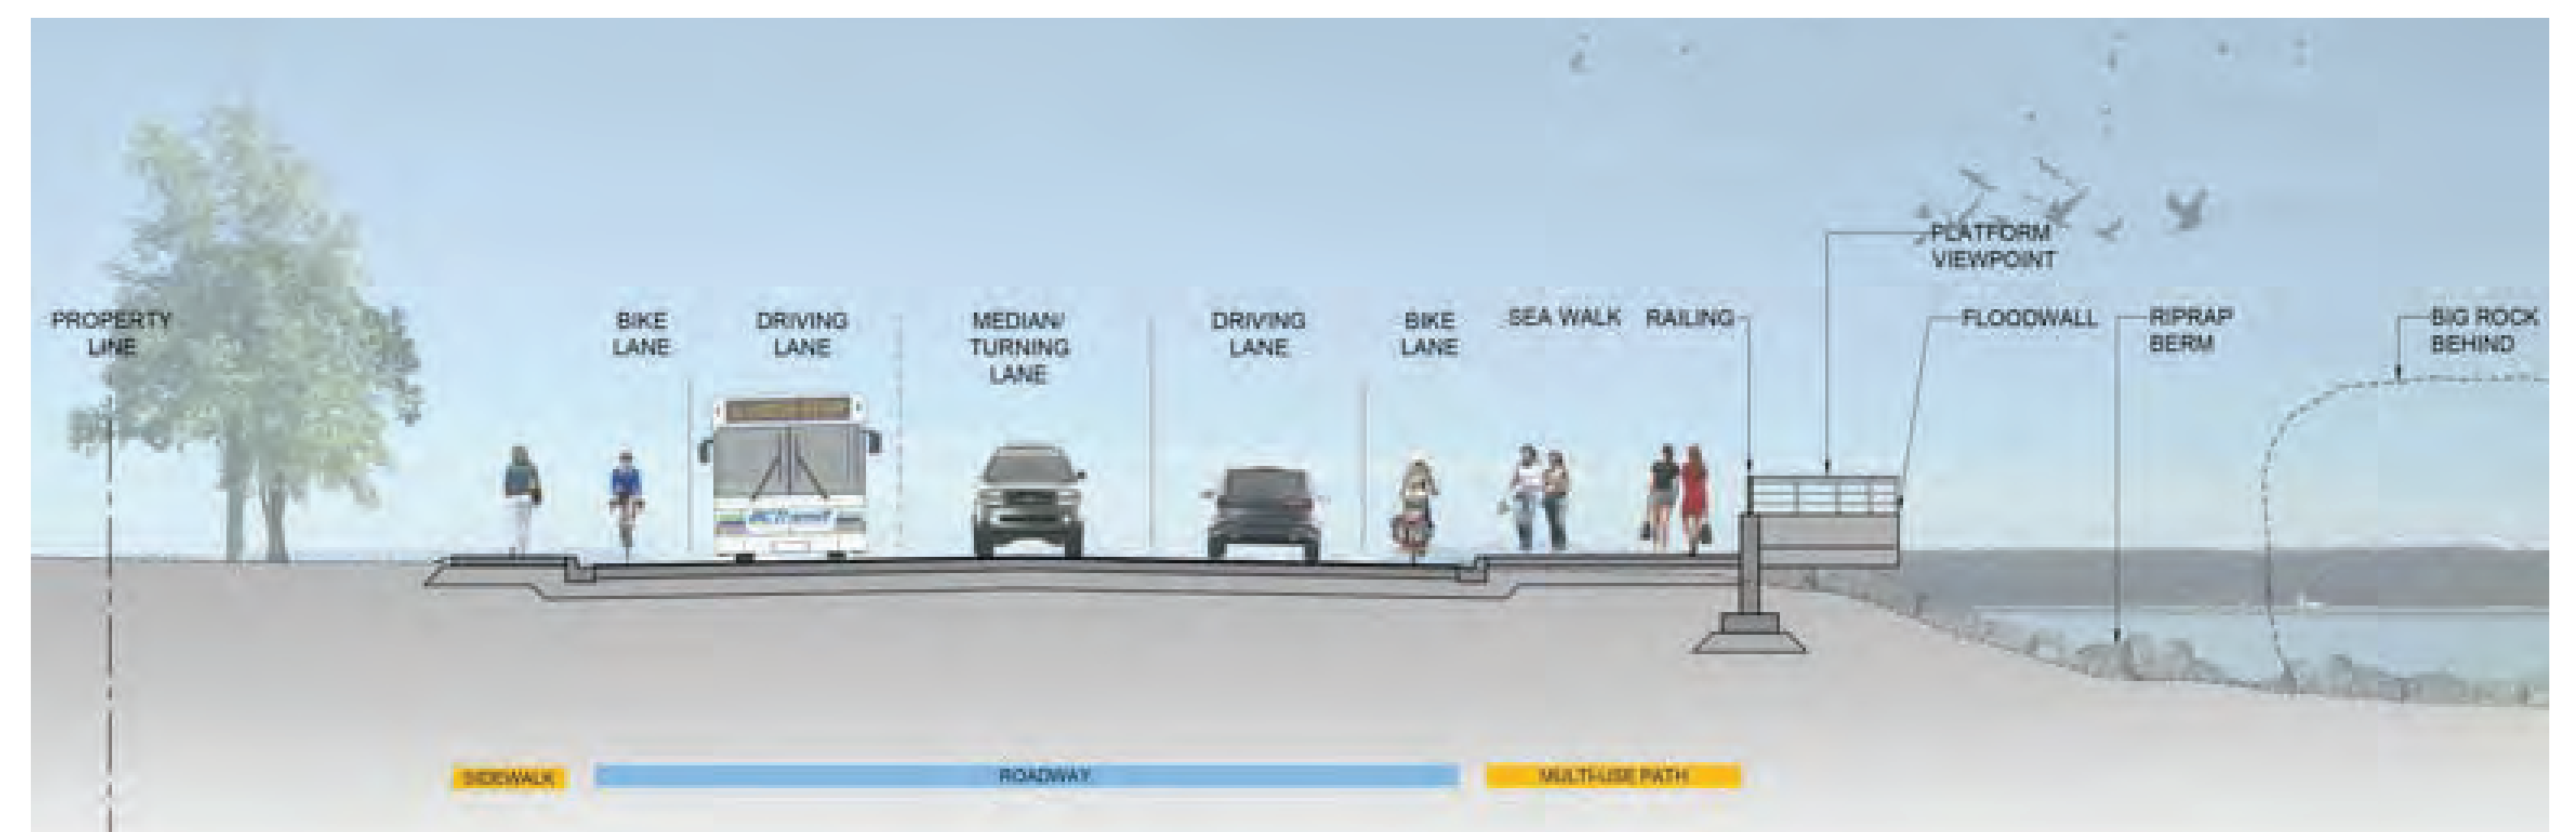 PLATFORM
VIEWPOINT
PROPERTY
LINE
BIKE
LANE
DRIVING
LANE
MEDIAN/
TURNING
LANE
DRIVING
LANE
BIKE
LANE
SEA WALK
RAILING
FLOODWALL
RIPRAP
BERM
BIG ROCK
BEHIND
SIDEWALK
ROADWAY
MULTI-USE PATH